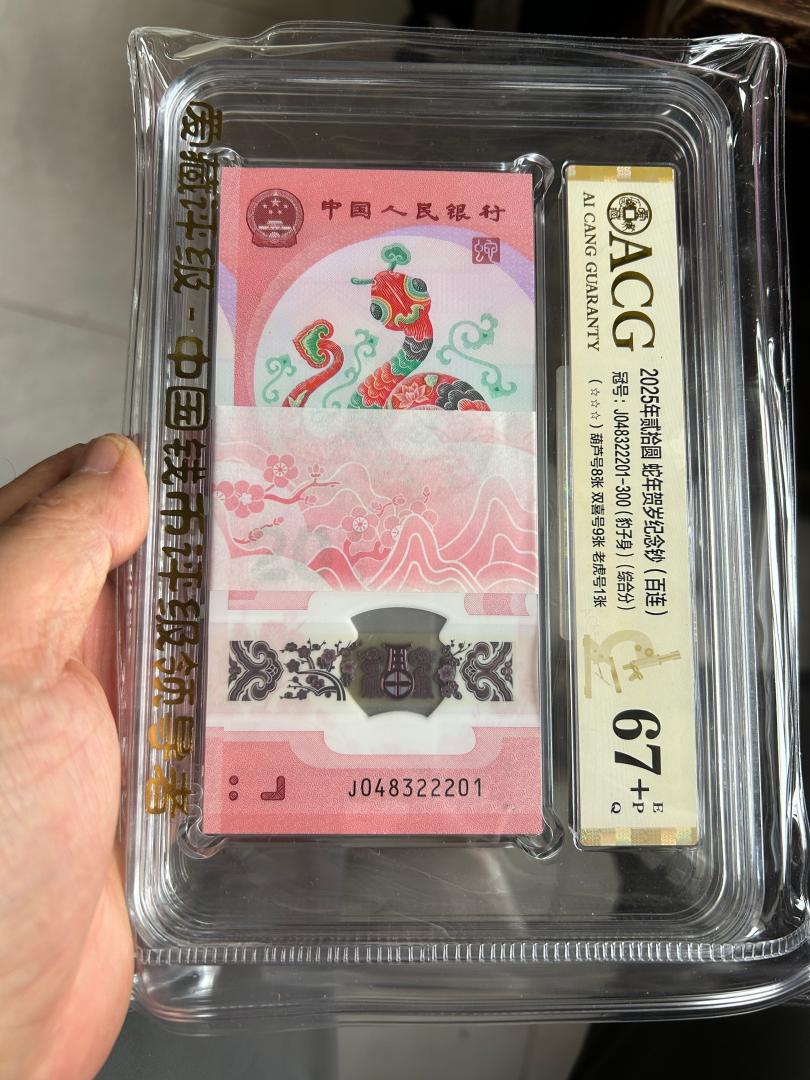 爱藏评级 - 中国钱币评级领导者
中国人民银行
J048322201
ACG
AI CANG GUARANTY
2025年贰拾圆 蛇年贺岁纪念钞（百连）
冠号：J048322201-300（豹子身）（综合分）
（☆☆☆）葫芦号8张 双喜号9张 老虎号1张
67+
E
P
Q